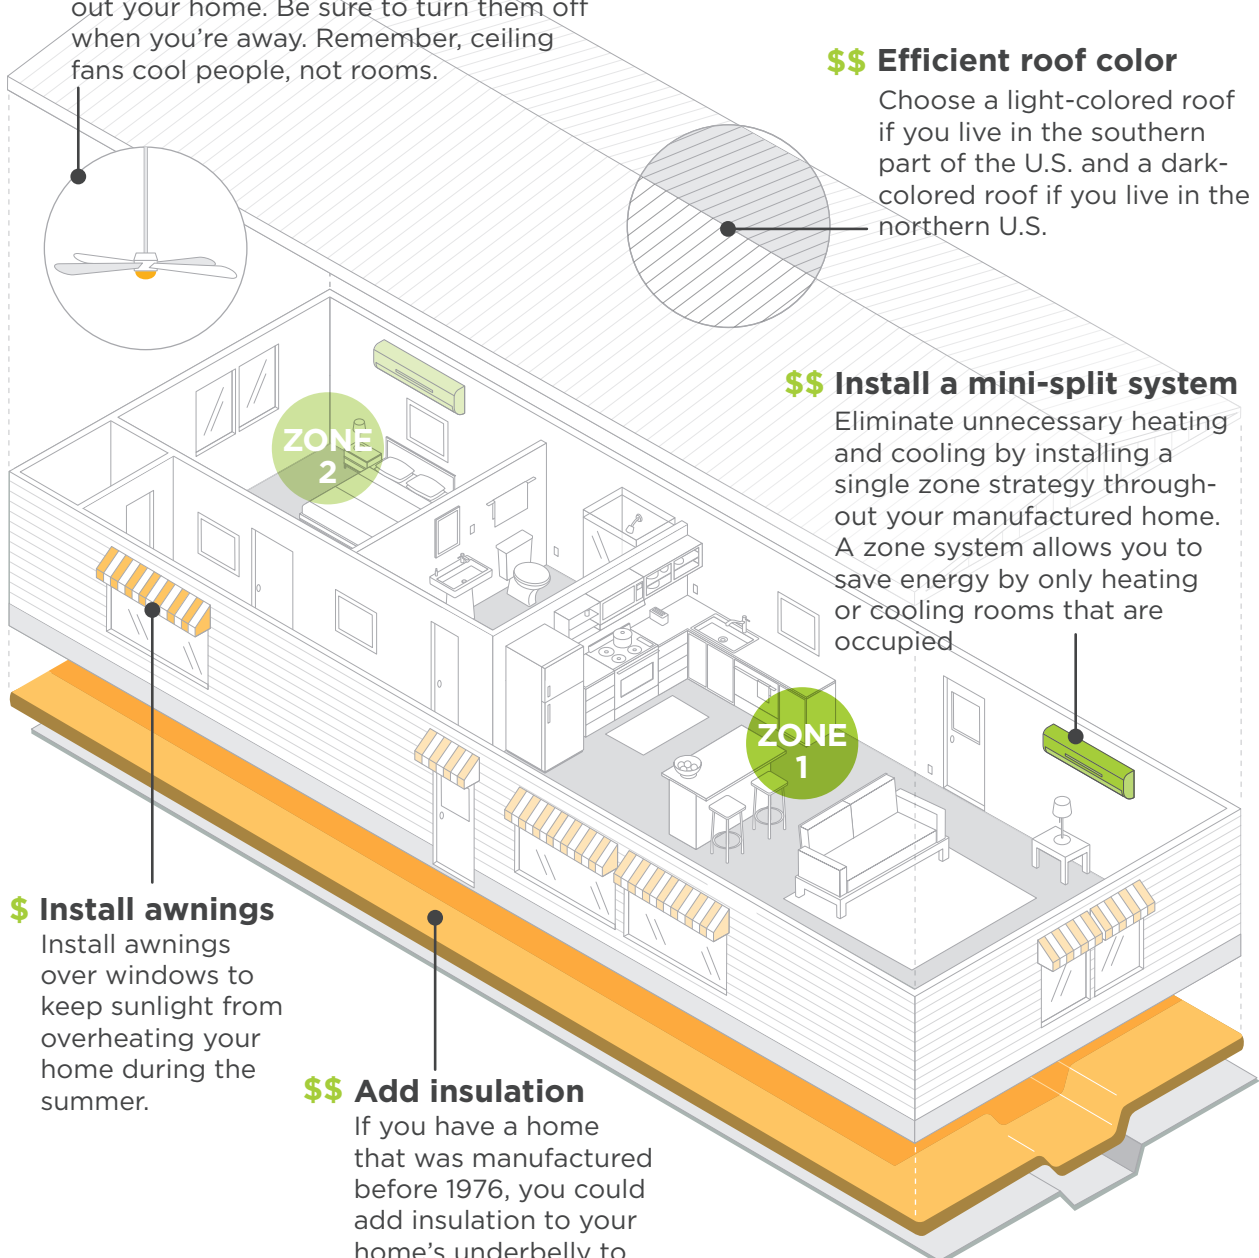 out your home. Be sure to turn them off
when you're away. Remember, ceiling
fans cool people, not rooms.
$$ Efficient roof color
Choose a light-colored roof
if you live in the southern
part of the U.S. and a dark-
colored roof if you live in the
northern U.S.
$$ Install a mini-split system
Eliminate unnecessary heating
and cooling by installing a
single zone strategy through-
out your manufactured home.
A zone system allows you to
save energy by only heating
or cooling rooms that are
occupied
ZONE
2
ZONE
1
$ Install awnings
Install awnings
over windows to
keep sunlight from
overheating your
home during the
summer.
$$ Add insulation
If you have a home
that was manufactured
before 1976, you could
add insulation to your
home's underbelly to